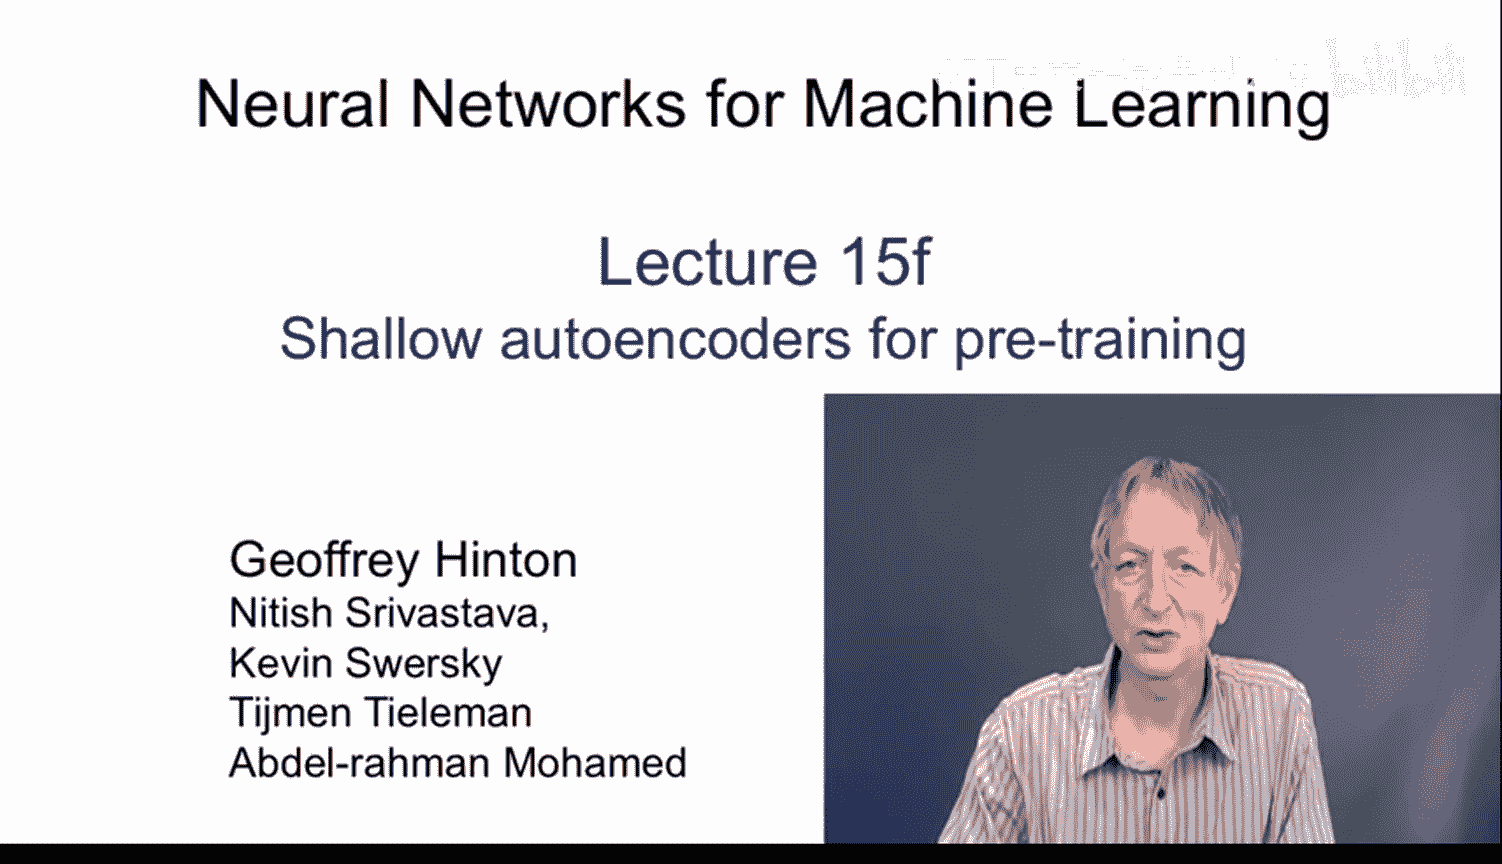 bilibili
Neural Networks for Machine Learning
Lecture 15f
Shallow autoencoders for pre-training
Geoffrey Hinton
Nitish Srivastava,
Kevin Swersky
Tijmen Tieleman
Abdel-rahman Mohamed